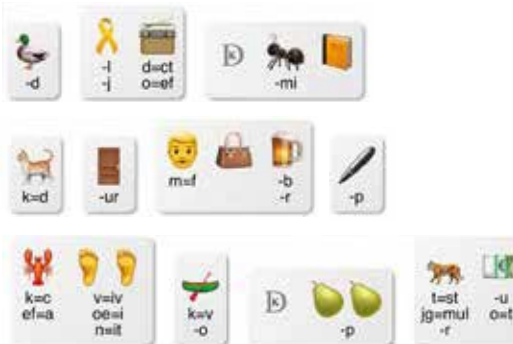 -d -l d=ct -mi
-j o=ef
k=d -ur m=f -b -p
-r
k=c v=iv k=v -p t=st -u
ef=a oe=i -o jg=mul o=t
n=it -r